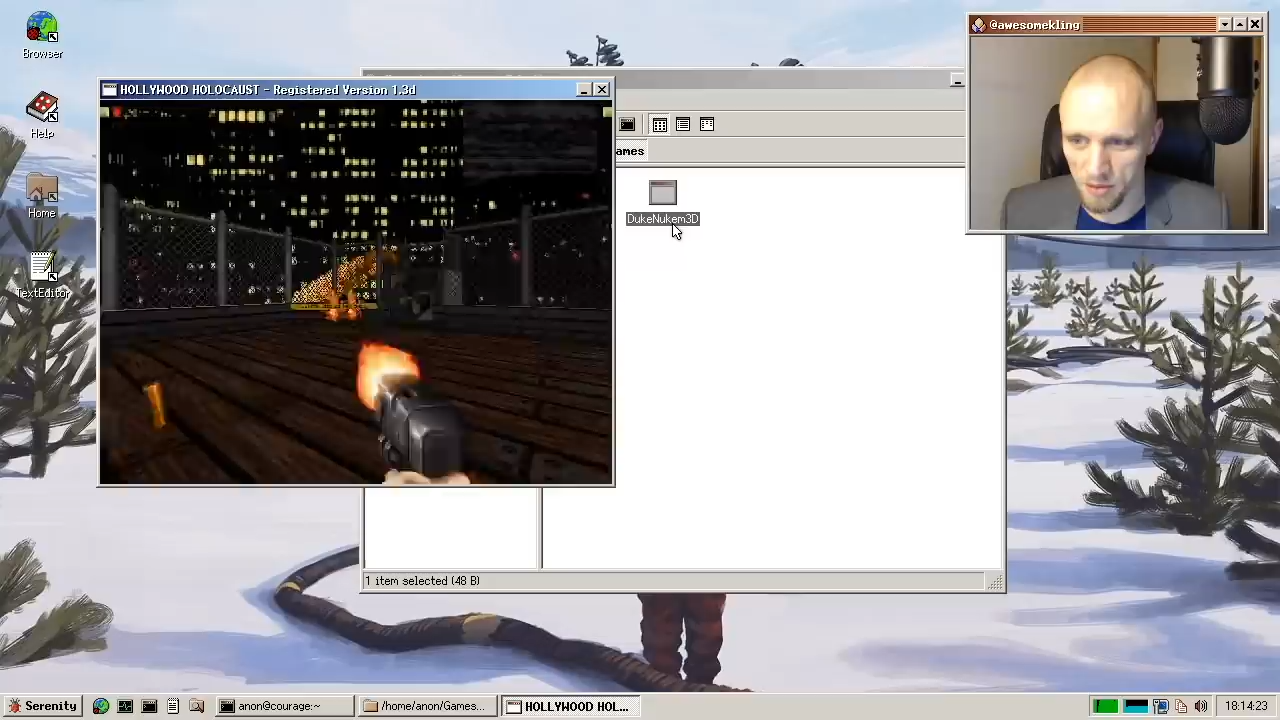 Browser
Help
Home
TextEditor
HOLLYWOOD HOLOCAUST - Registered Version 1.3d
ames
DukeNukem3D
1 item selected (48 B)
@awesomekling
Serenity
anon@courage:~
/home/anon/Games...
HOLLYWOOD HOL...
18:14:23